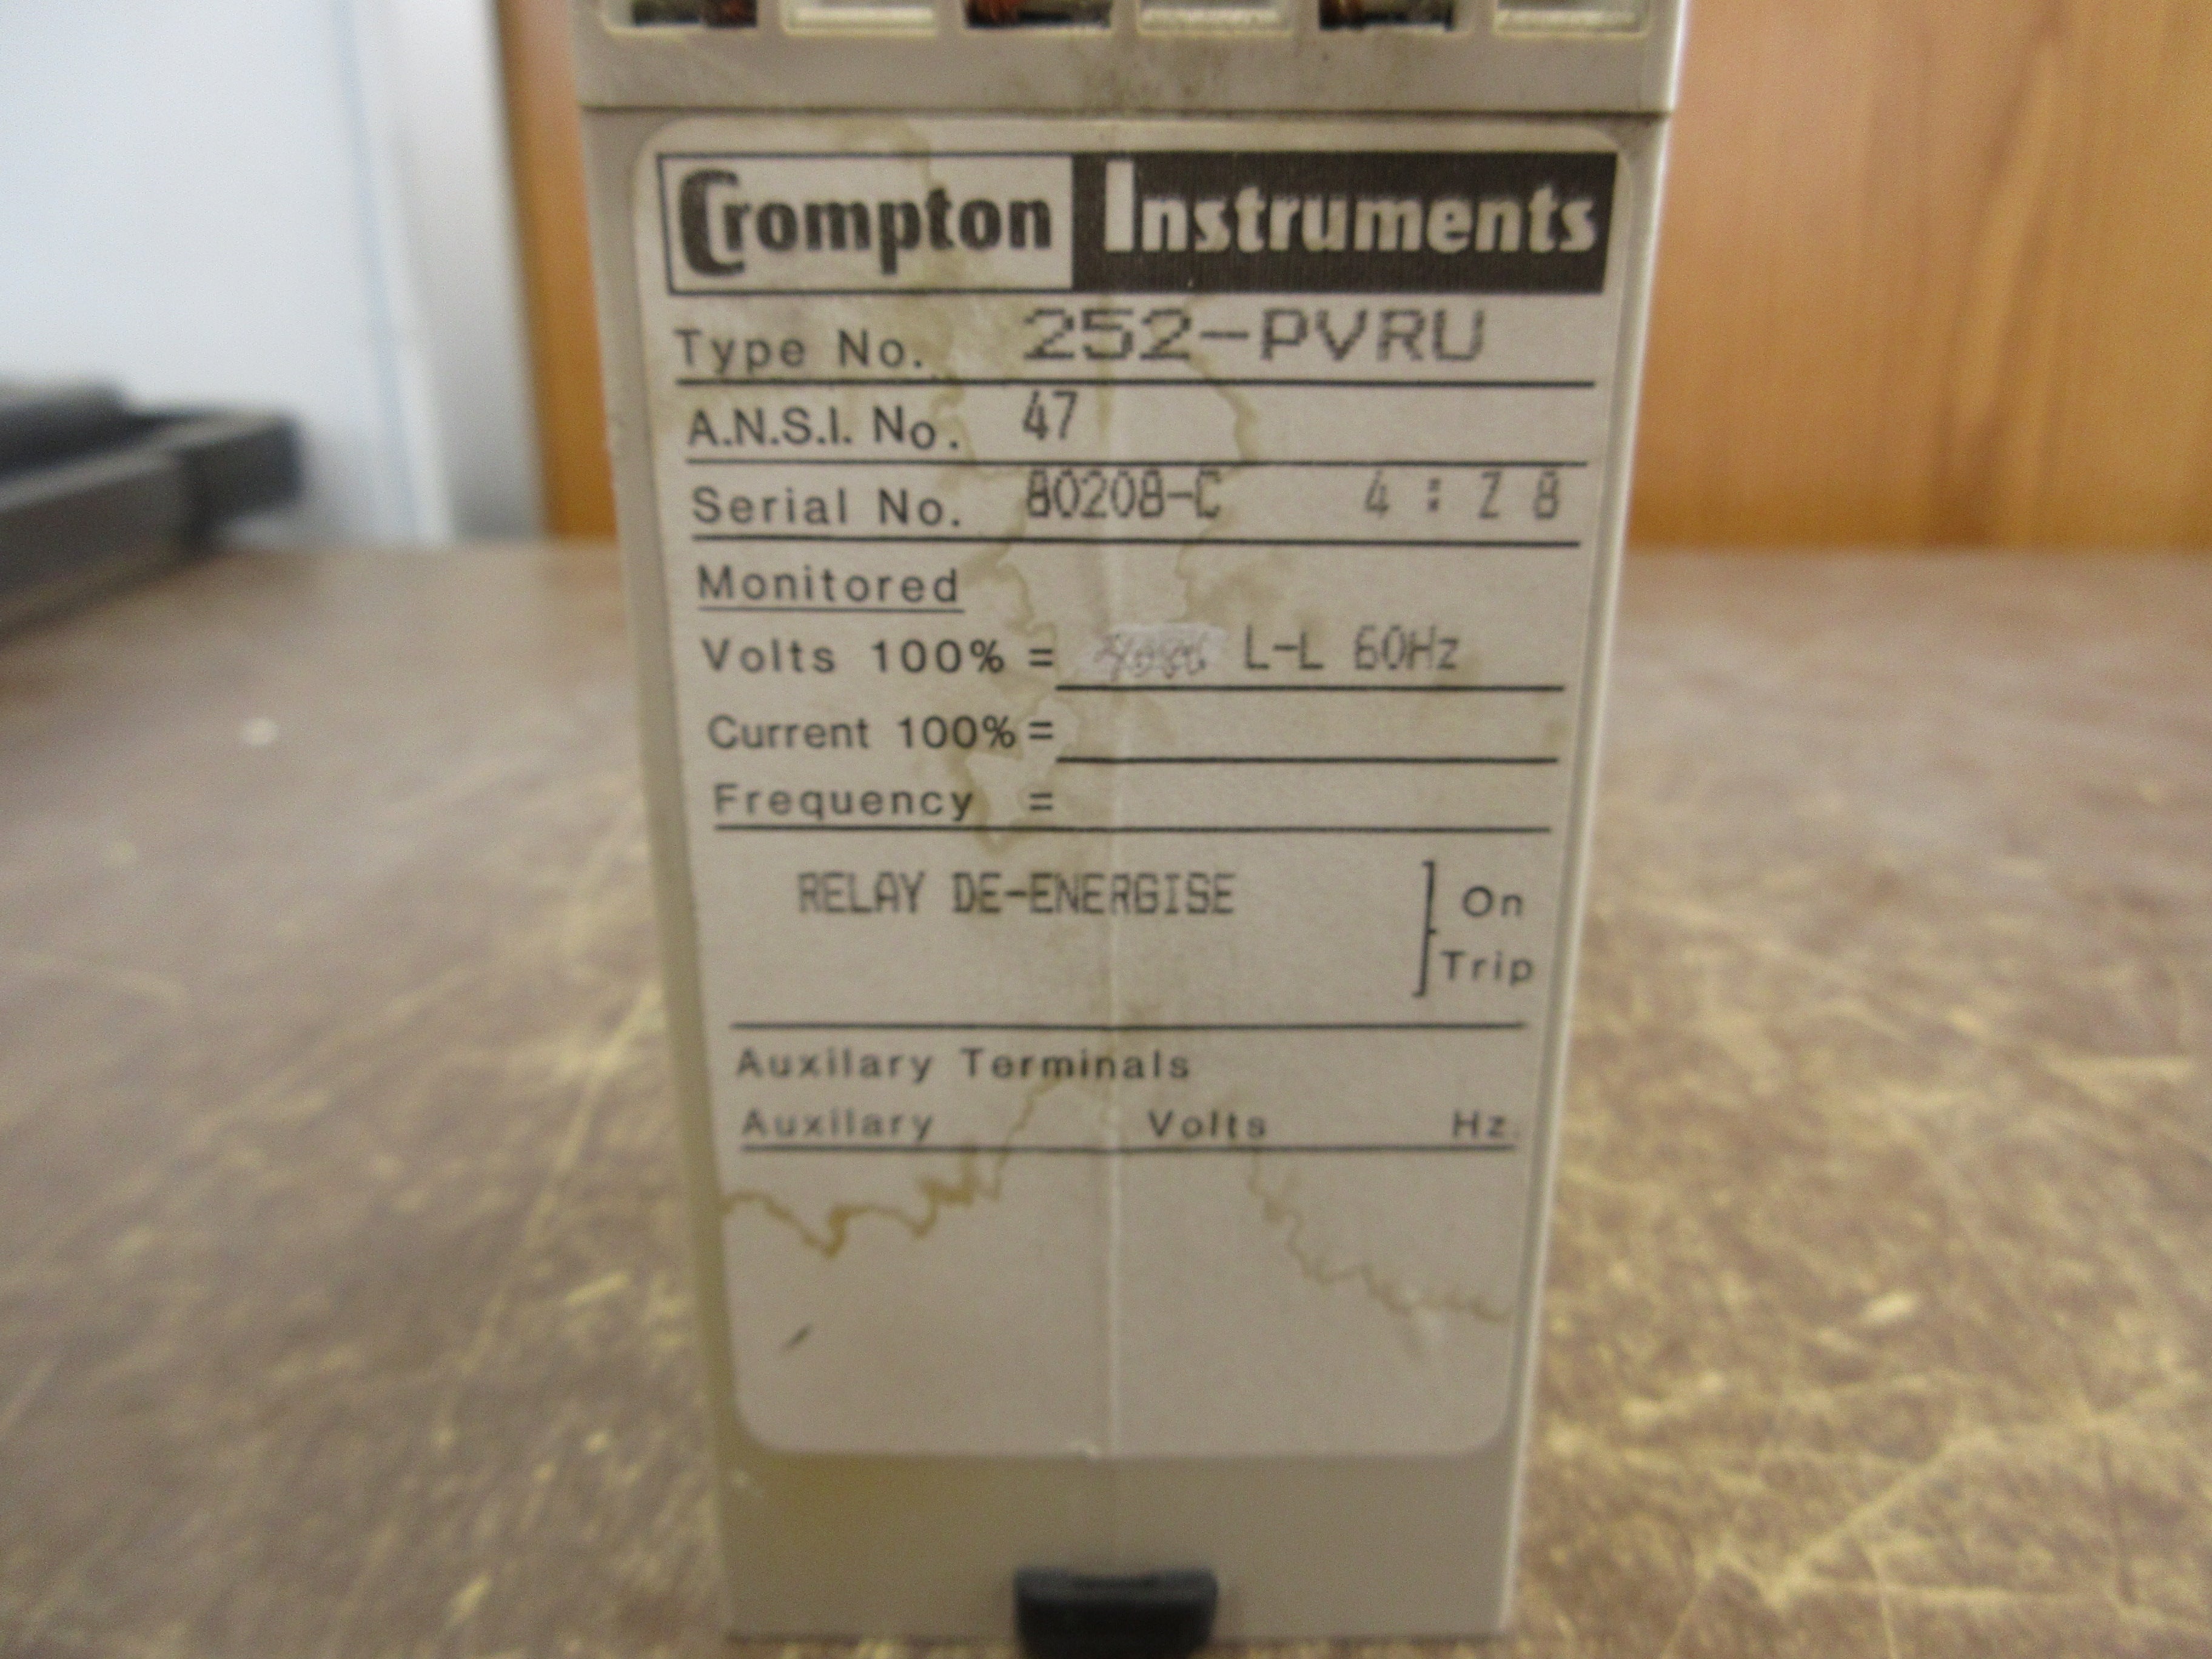 Crompton Instruments
Type No. 252-PVRU
A.N.S.I. No. 47
Serial No. 80208-C 4 : Z 8
Monitored
Volts 100% = L-L 60Hz
Current 100% =
Frequency =
RELAY DE-ENERGISE On
Trip
Auxilary Terminals
Auxilary Volts Hz